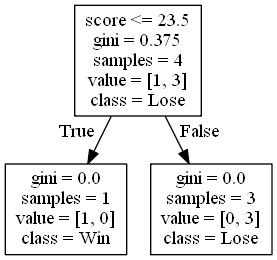 score <= 23.5
gini = 0.375
samples = 4
value = [1, 3]
class = Lose
True
False
gini = 0.0
samples = 1
value = [1, 0]
class = Win
gini = 0.0
samples = 3
value = [0, 3]
class = Lose